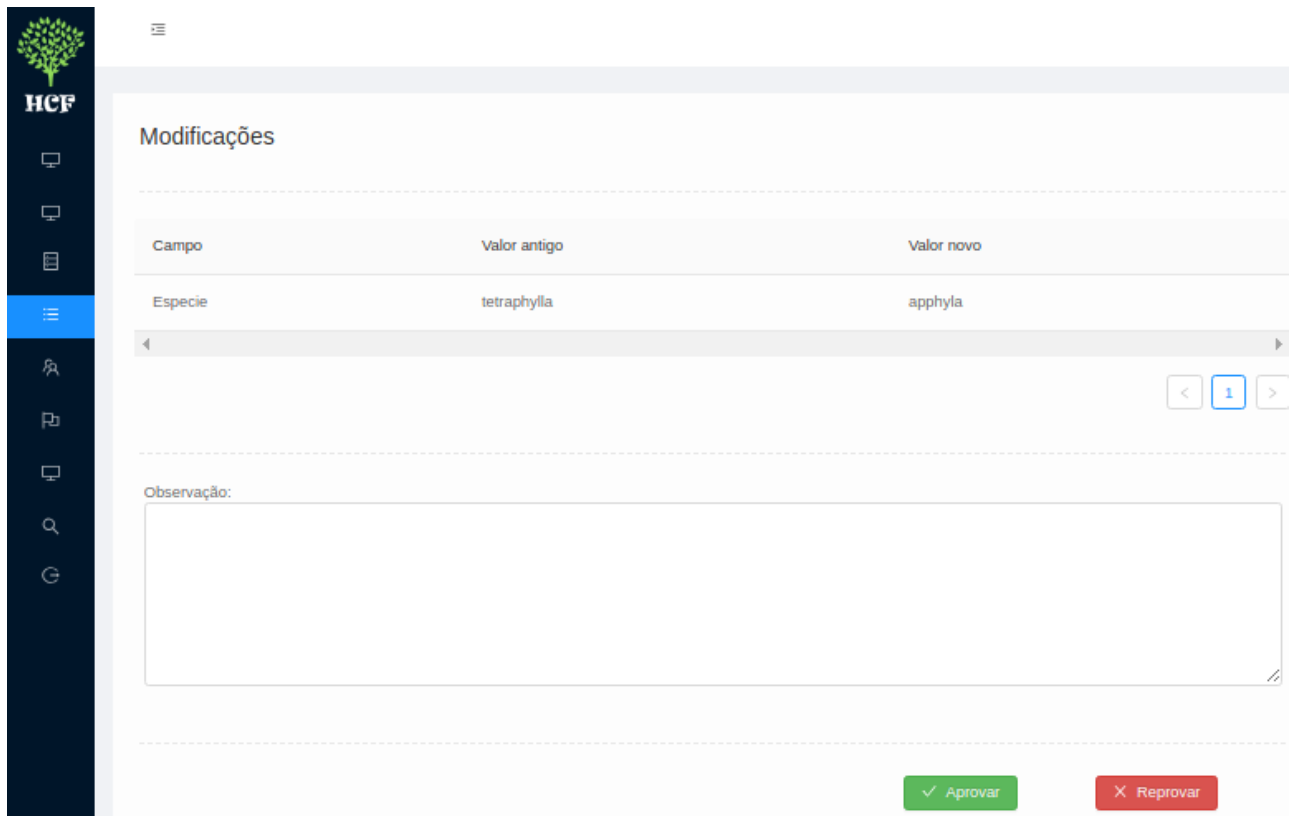 HCF
Modificações
Campo Valor antigo Valor novo
Especie tetraphylla apphyla
< 1 >
Observação:
Aprovar Reprovar